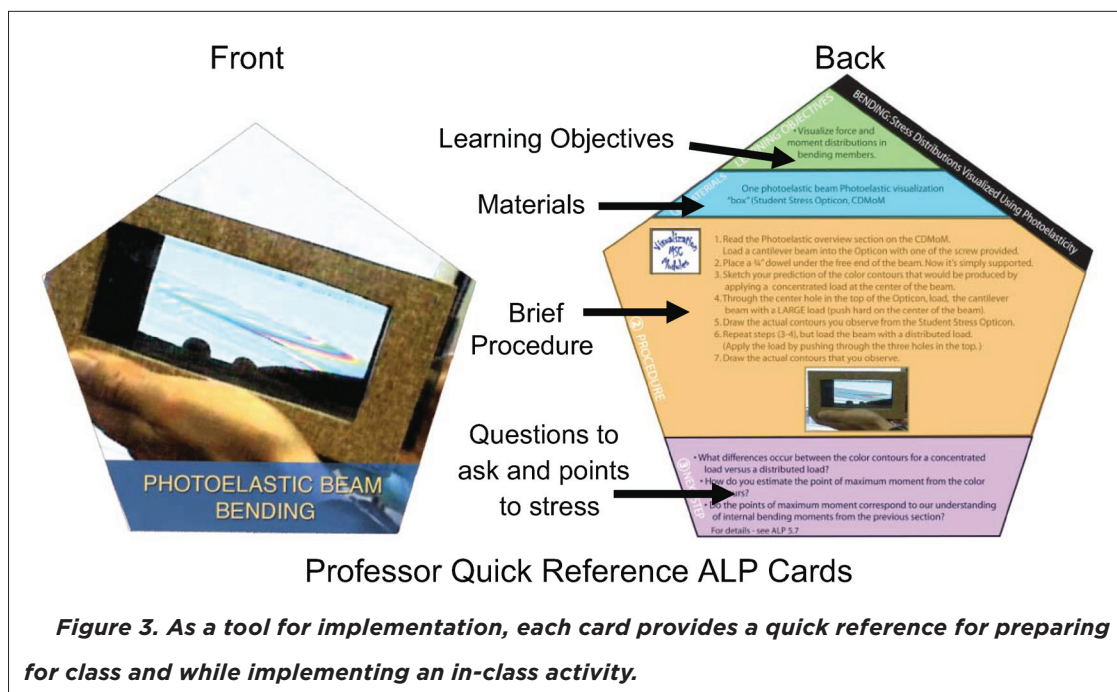 Front
Back
BENDING: Stress Distributions Visualized Using Photoelasticity
LEARNING OBJECTIVES
• Visualize force and
moment distributions in
bending members.
Learning Objectives
MATERIALS
One photoelastic beam Photoelastic visualization
"box" (Student Stress Opticon, CDMoM
Materials
Visualization
MSC
Modules
1. Read the Photoelastic overview section on the CDMoM.
Load a cantilever beam into the Opticon with one of the screw provided.
2. Place a ¾" dowel under the free end of the beam. Now it's simply supported.
3. Sketch your prediction of the color contours that would be produced by
applying a concentrated load at the center of the beam.
4. Through the center hole in the top of the Opticon, load, the cantilever
beam with a LARGE load (push hard on the center of the beam).
5. Draw the actual contours you observe from the Student Stress Opticon.
6. Repeat steps (3-4), but load the beam with a distributed load.
(Apply the load by pushing through the three holes in the top.)
7. Draw the actual contours that you observe.
② PROCEDURE
Brief
Procedure
PHOTOELASTIC BEAM
BENDING
Questions to
ask and points
to stress
③ NEXT STEP
• What differences occur between the color contours for a concentrated
load versus a distributed load?
• How do you estimate the point of maximum moment from the color
urs?
• Do the points of maximum moment correspond to our understanding
of internal bending moments from the previous section?
For details - see ALP 5.7
Professor Quick Reference ALP Cards
Figure 3. As a tool for implementation, each card provides a quick reference for preparing
for class and while implementing an in-class activity.